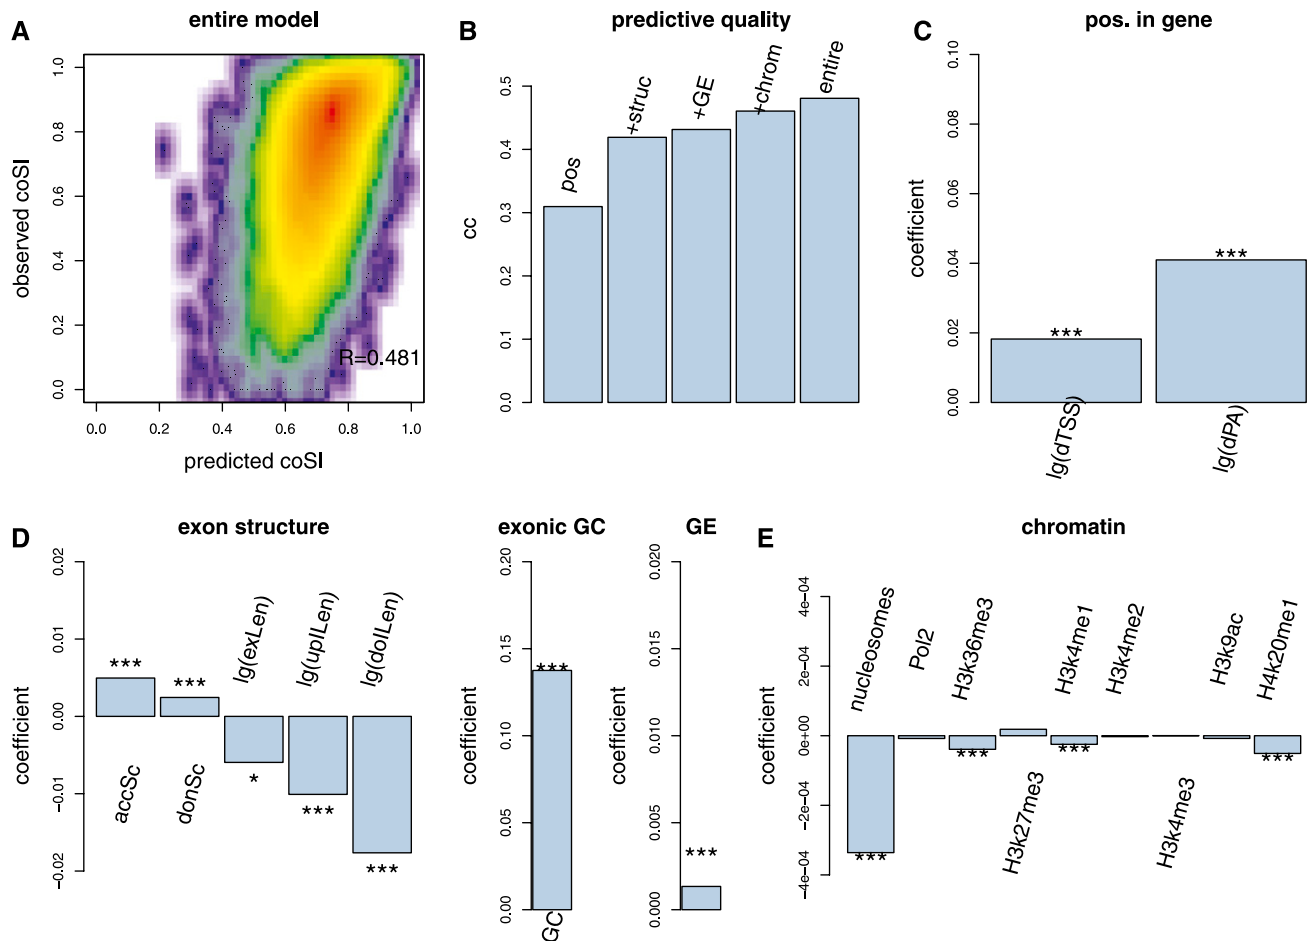 A
entire model
observed coSI
1.0
0.8
0.6
0.4
0.2
0.0
R=0.481
0.0 0.2 0.4 0.6 0.8 1.0
predicted coSI
B
predictive quality
cc
0.5
0.4
0.3
0.2
0.1
0.0
pos
+struc
+GE
+chrom
entire
C
pos. in gene
coefficient
0.10
0.08
0.06
0.04
0.02
0.00
***
***
lg(dTSS)
lg(dPA)
D
exon structure
coefficient
0.02
0.01
0.00
−0.01
−0.02
***
***
*
***
***
accSc
donSc
lg(exLen)
lg(upILen)
lg(doILen)
exonic GC
coefficient
0.20
0.15
0.10
0.05
0.00
***
GC
GE
coefficient
0.020
0.015
0.010
0.005
0.000
***
E
chromatin
coefficient
4e−04
2e−04
0e+00
−2e−04
−4e−04
nucleosomes
Pol2
H3k36me3
H3k27me3
H3k4me1
H3k4me2
H3k4me3
H3k9ac
H4k20me1
***
***
***
***